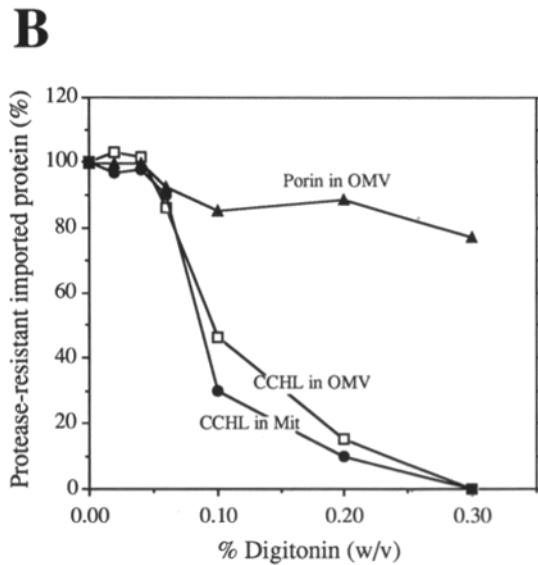 B
Protease-resistant imported protein (%)
120
100
80
60
40
20
0
Porin in OMV
CCHL in OMV
CCHL in Mit
0.00
0.10
0.20
0.30
% Digitonin (w/v)